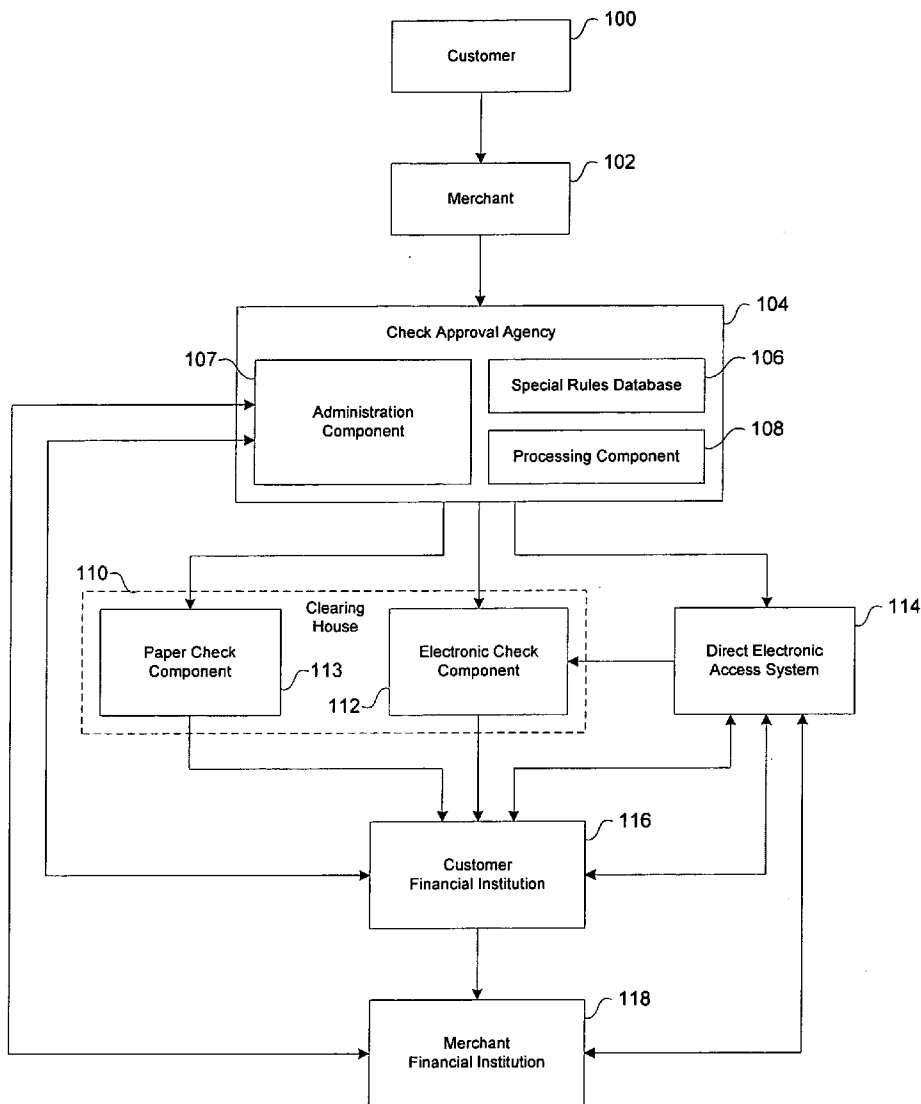 100
Customer
102
Merchant
104
Check Approval Agency
107
106
Special Rules Database
Administration
Component
108
Processing Component
110
Clearing
House
114
Paper Check
Component
113
Electronic Check
Component
112
Direct Electronic
Access System
116
Customer
Financial Institution
118
Merchant
Financial Institution